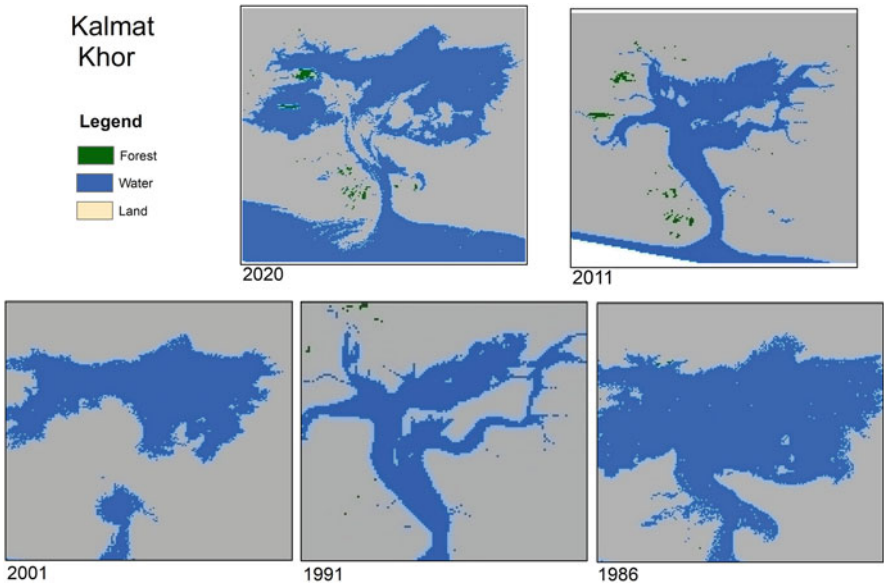 Kalmat
Khor
Legend
Forest
Water
Land
2020
2011
2001
1991
1986